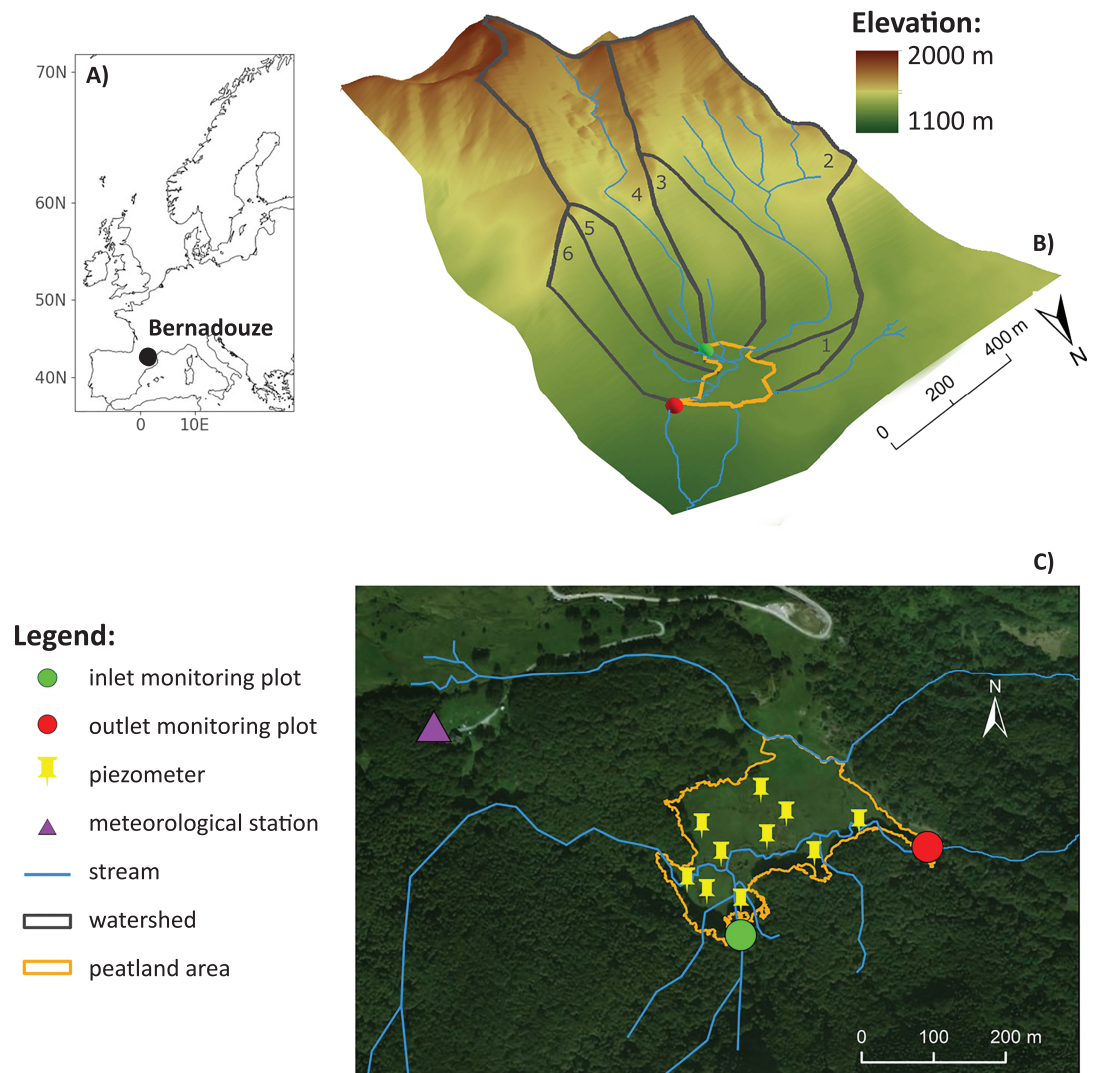 A)
70N
60N
50N
40N
0
10E
Bernadouze
Elevation:
2000 m
1100 m
B)
1
2
3
4
5
6
0
200
400 m
N
C)
N
0
100
200 m
Legend:
inlet monitoring plot
outlet monitoring plot
piezometer
meteorological station
stream
watershed
peatland area